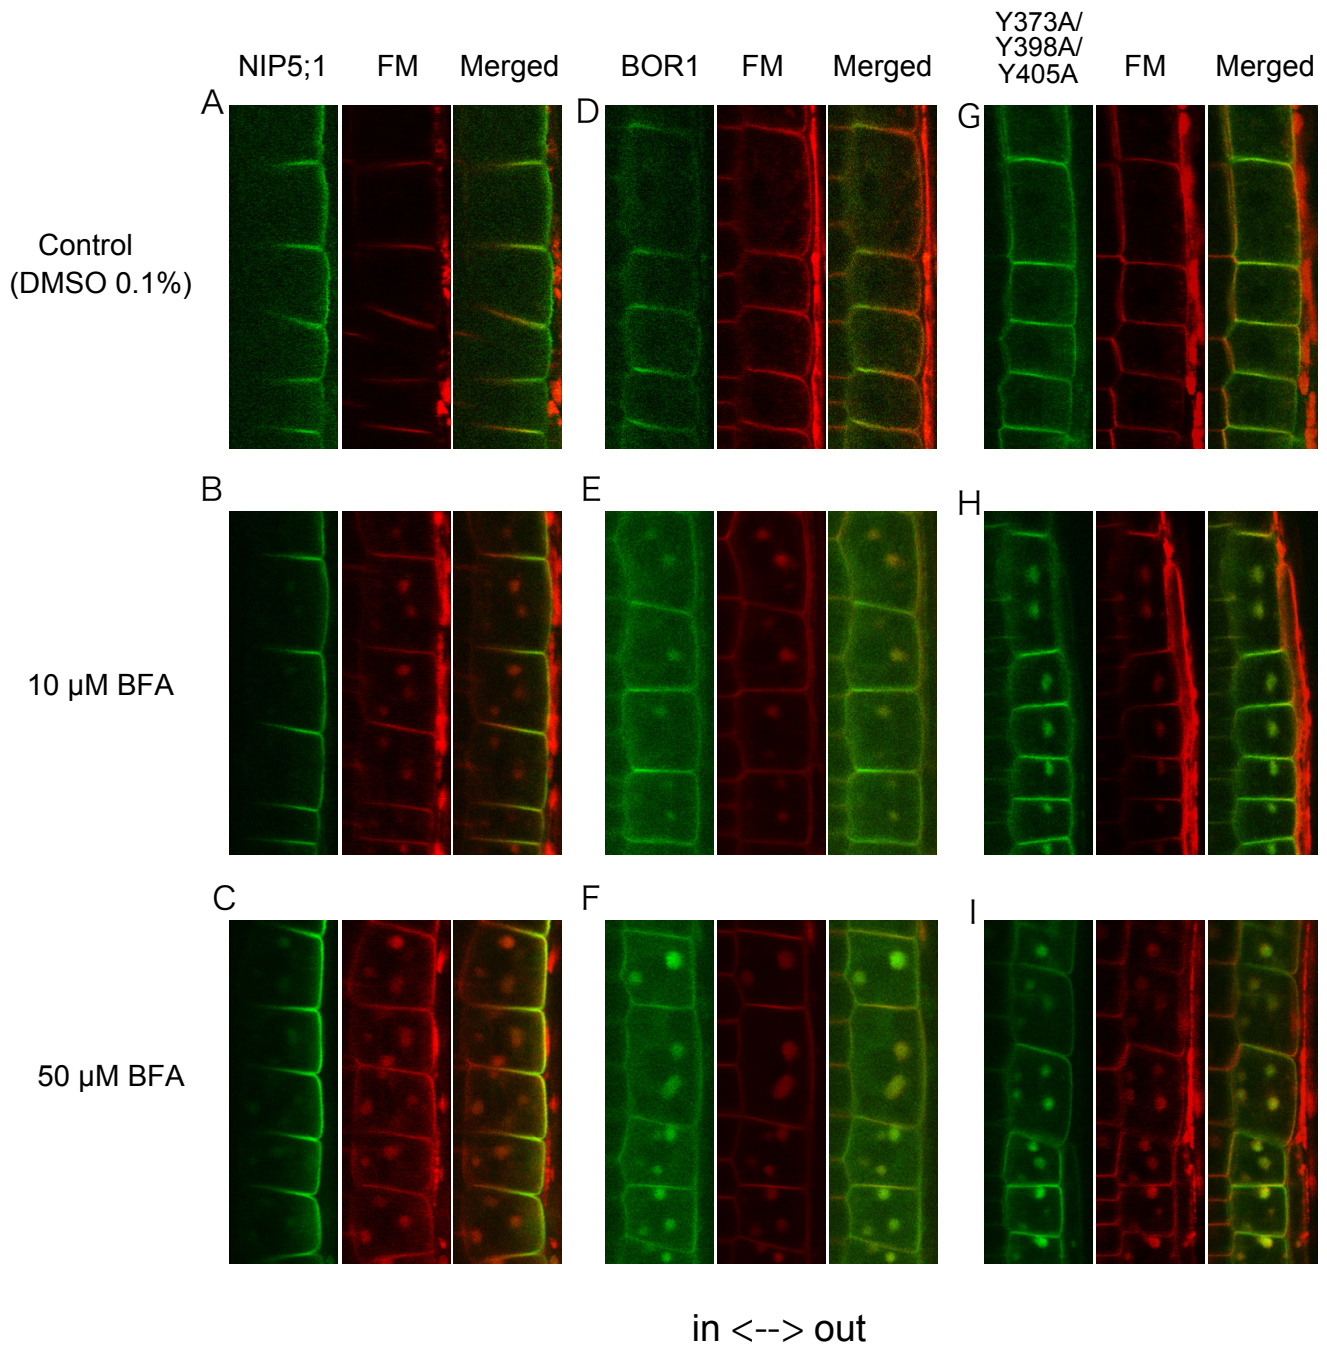 Y373A/
Y398A/
Y405A
NIP5;1 FM Merged BOR1 FM Merged FM Merged
A D G
Control
(DMSO 0.1%)
B E H
10 μM BFA
C F I
50 μM BFA
in <--> out